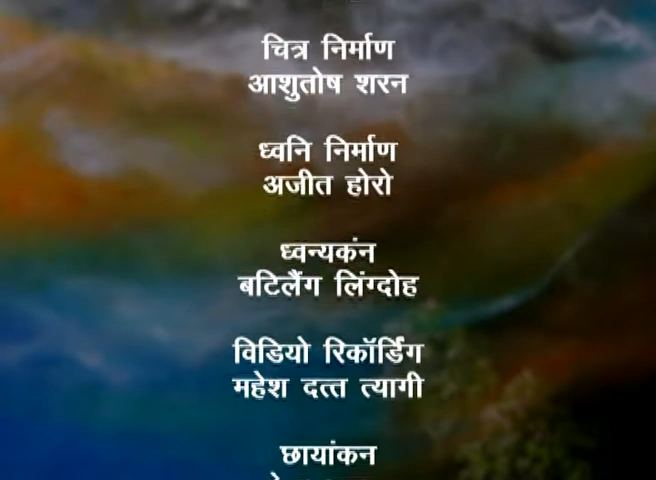 चित्र निर्माण
आशुतोष शरन
ध्वनि निर्माण
अजीत होरो
ध्वन्यकंन
बटिलैंग लिंग्दोह
विडियो रिकॉर्डिंग
महेश दत्त त्यागी
छायांकन